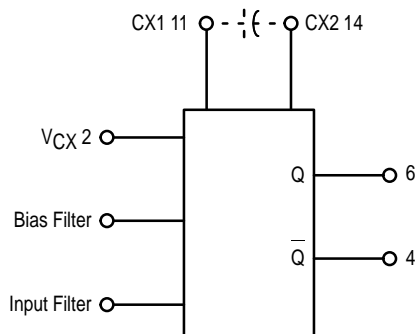 CX1 11
CX2 14
VCX 2
Q 6
Bias Filter
Q̅ 4
Input Filter